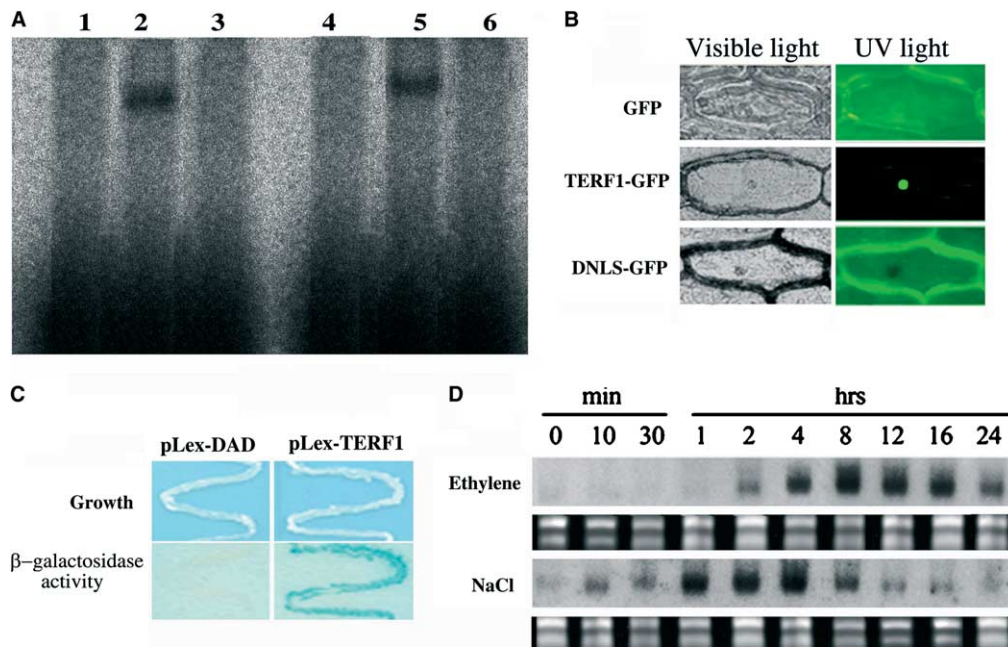 A
1 2 3 4 5 6
B
Visible light UV light
GFP
TERF1-GFP
DNLS-GFP
C
pLex-DAD pLex-TERF1
Growth
β−galactosidase
activity
D
min hrs
0 10 30 1 2 4 8 12 16 24
Ethylene
NaCl